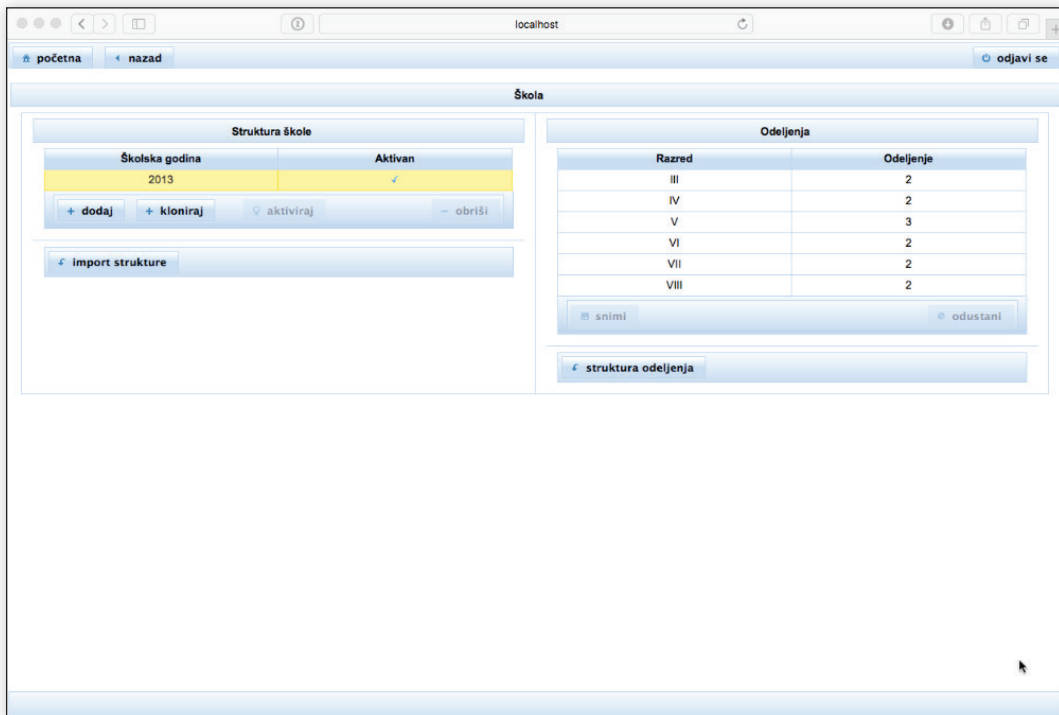 localhost
početna nazad odjavi se
Škola
Struktura škole
Školska godina Aktivan
2013 ✓
+ dodaj + kloniraj aktiviraj − obriši
import strukture
Odeljenja
Razred Odeljenje
III 2
IV 2
V 3
VI 2
VII 2
VIII 2
snimi odustani
struktura odeljenja